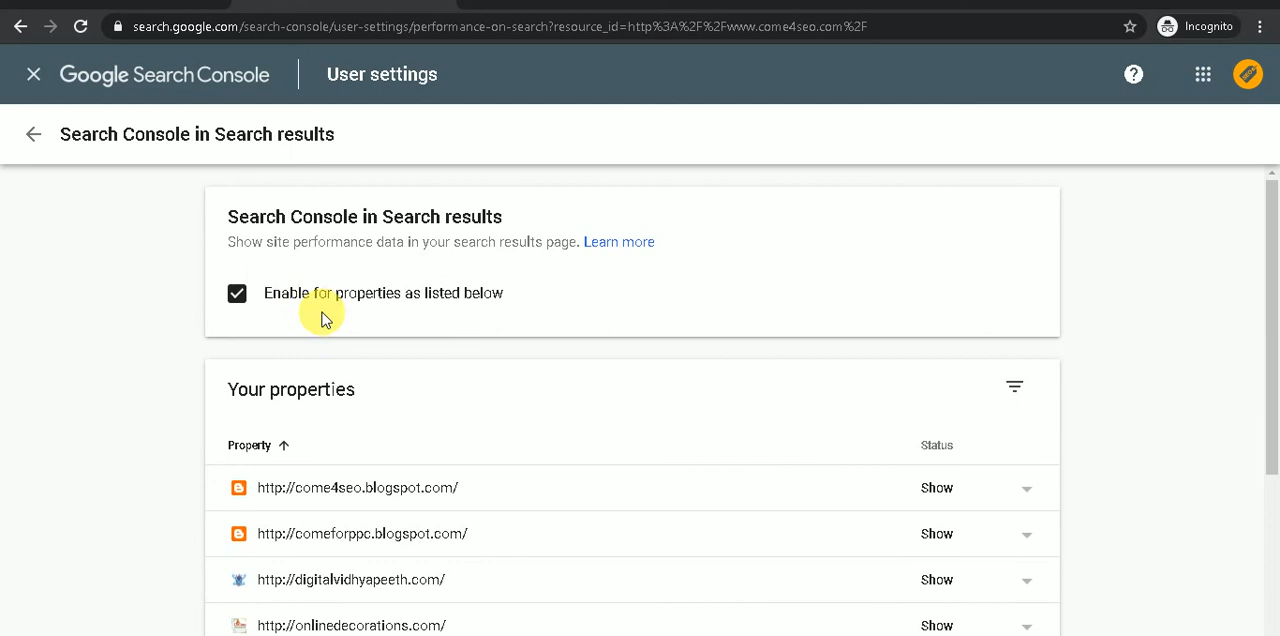 search.google.com/search-console/user-settings/performance-on-search?resource_id=http%3A%2F%2Fwww.come4seo.com%2F
Incognito
Google Search Console
User settings
Search Console in Search results
Search Console in Search results
Show site performance data in your search results page. Learn more
Enable for properties as listed below
Your properties
Property
Status
http://come4seo.blogspot.com/ Show
http://comeforppc.blogspot.com/ Show
http://digitalvidhyapeeth.com/ Show
http://onlinedecorations.com/ Show